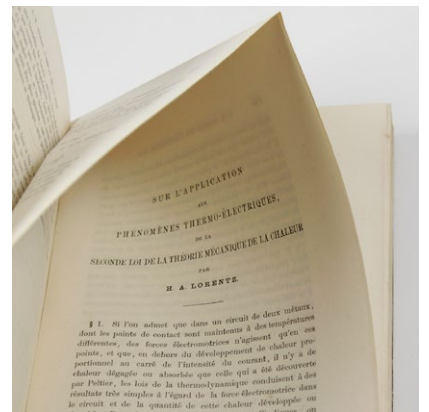 SUR L'APPLICATION
AUX
PHÉNOMÈNES THERMO-ÉLECTRIQUES,
DE LA
SECONDE LOI DE LA THÉORIE MÉCANIQUE DE LA CHALEUR
PAR
H. A. LORENTZ.
§ 1. Si l'on admet que dans un circuit de deux métaux,
dont les points de contact sont maintenus à des températures
différentes, des forces électromotrices n'agissent qu'en ces
points, et que, en dehors du développement de chaleur pro-
portionnel au carré de l'intensité du courant, il n'y a de
chaleur dégagée ou absorbée que celle qui a été découverte
par Peltier, les lois de la thermodynamique conduisent à des
résultats très simples à l'égard de la force électromotrice dans
le circuit et de la quantité de cette chaleur développée ou